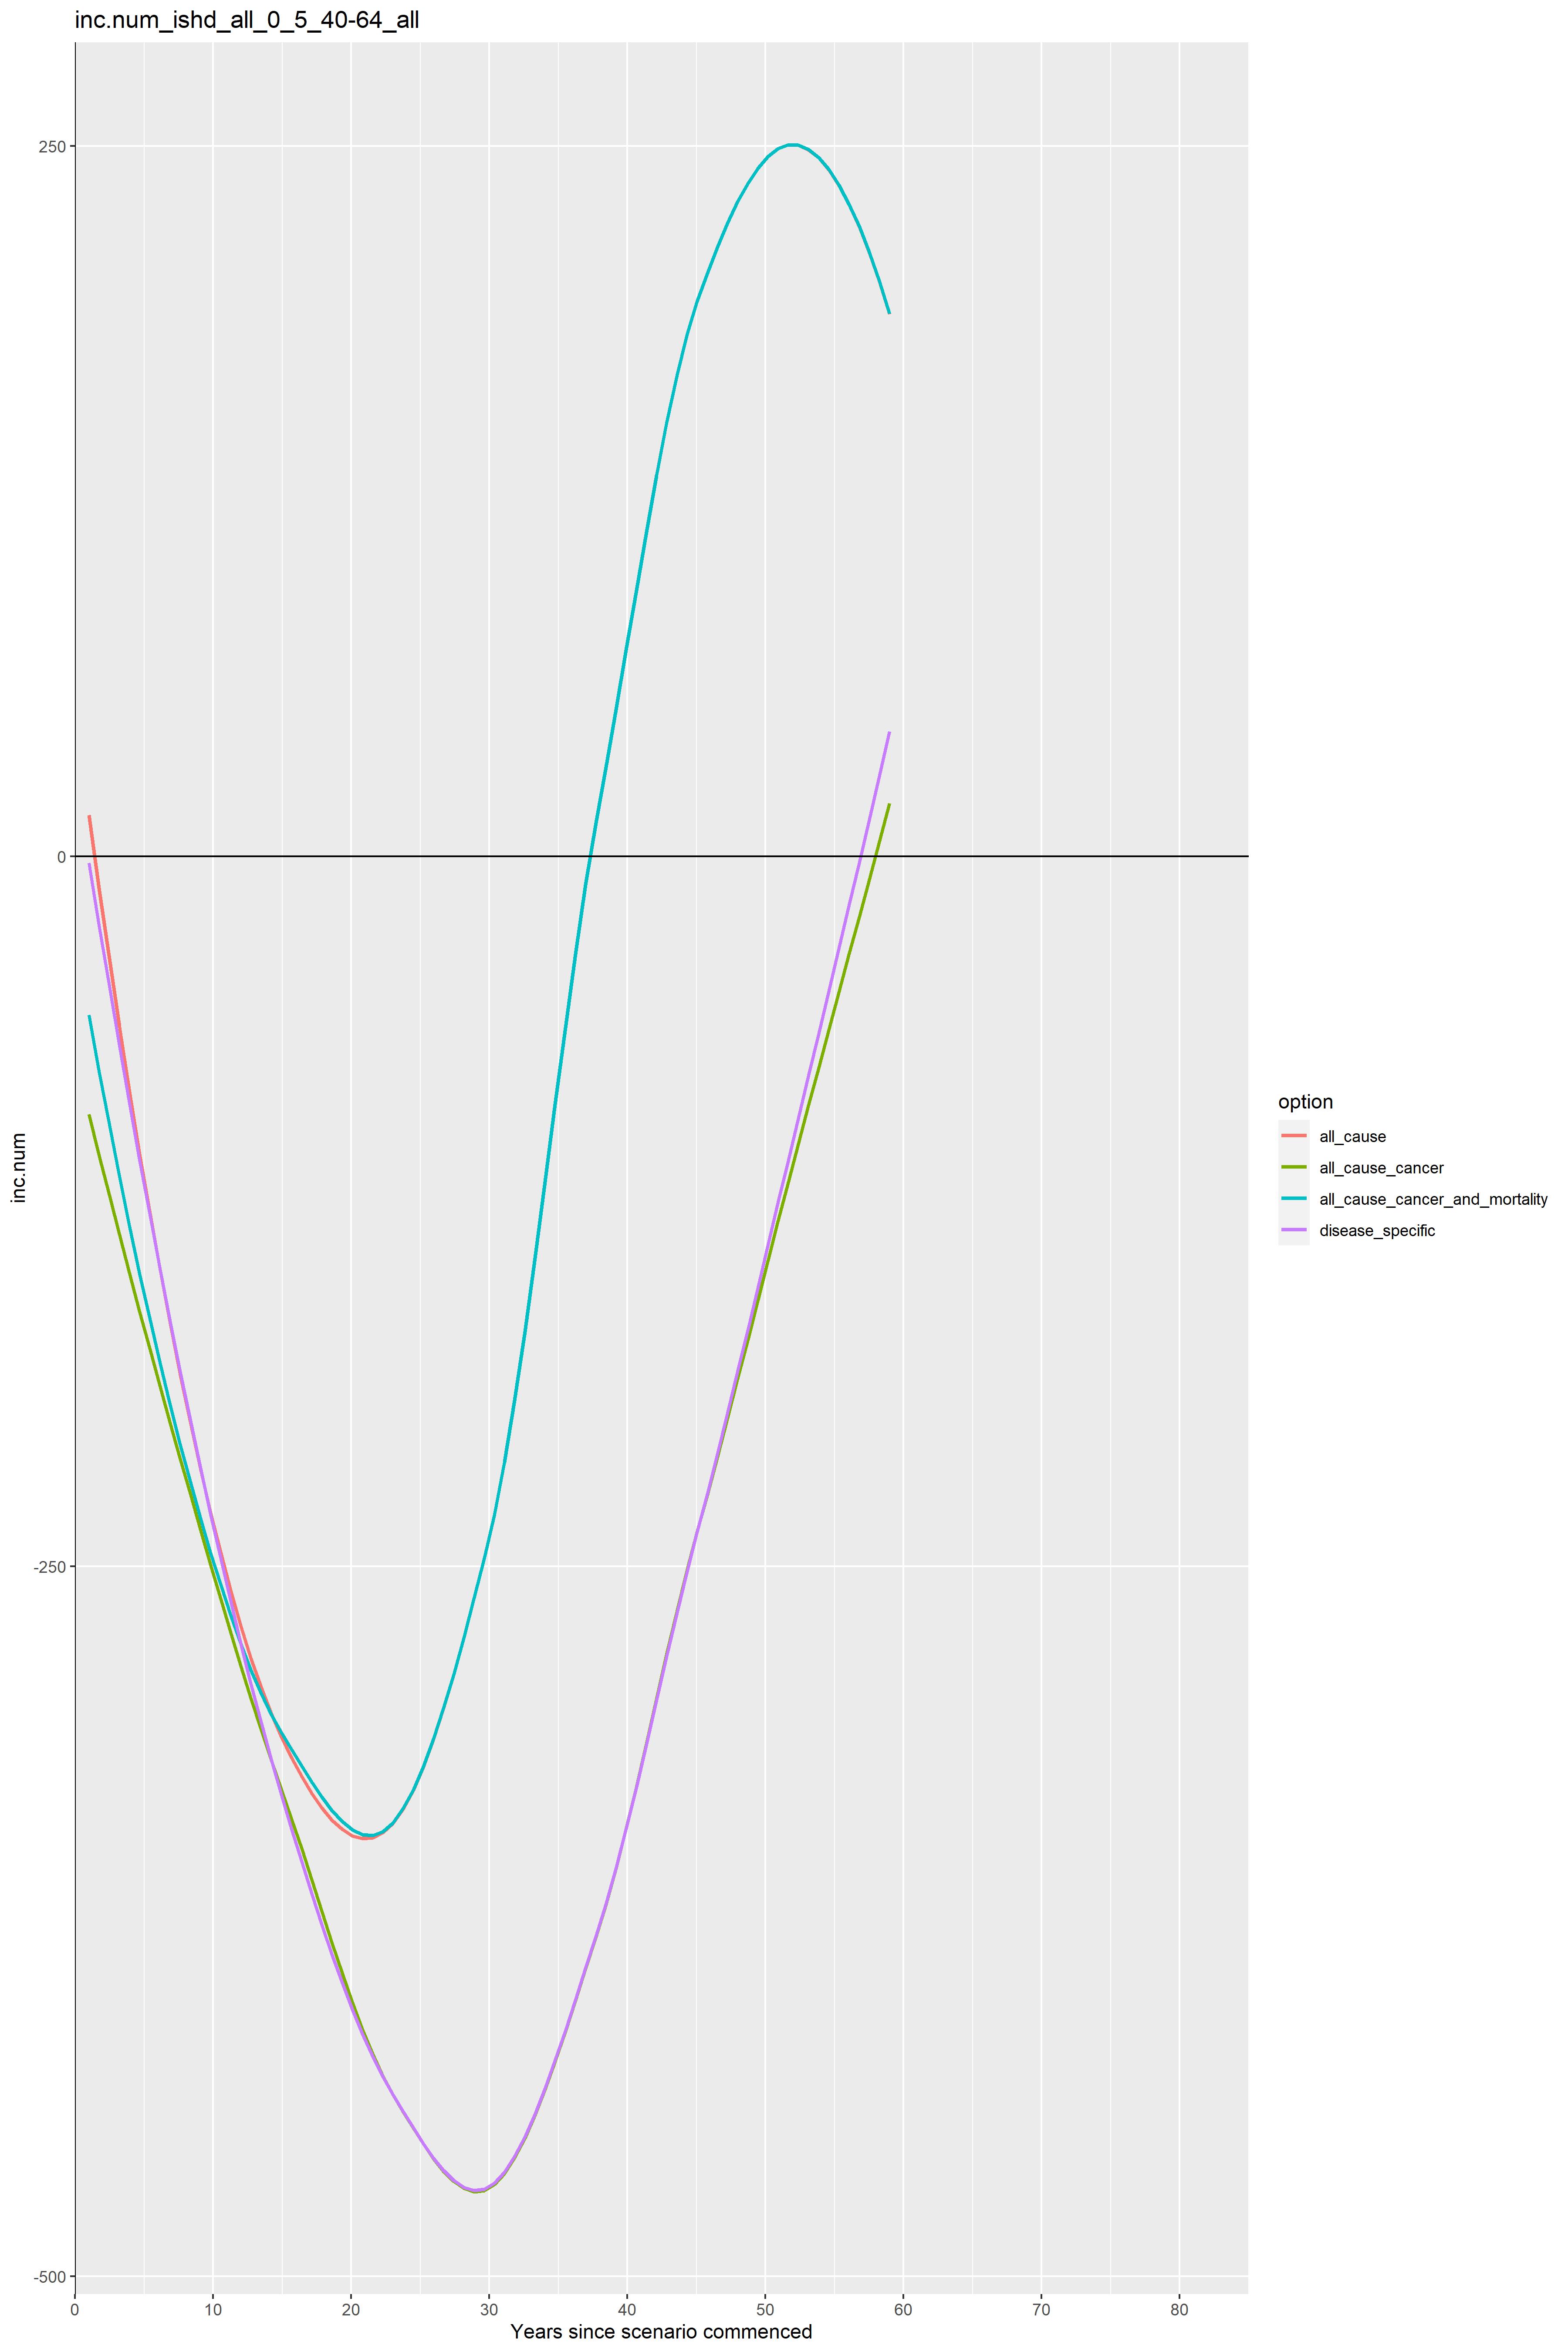 inc.num_ishd_all_0_5_40-64_all
250
0
-250
-500
inc.num
0 10 20 30 40 50 60 70 80
Years since scenario commenced
option
all_cause
all_cause_cancer
all_cause_cancer_and_mortality
disease_specific